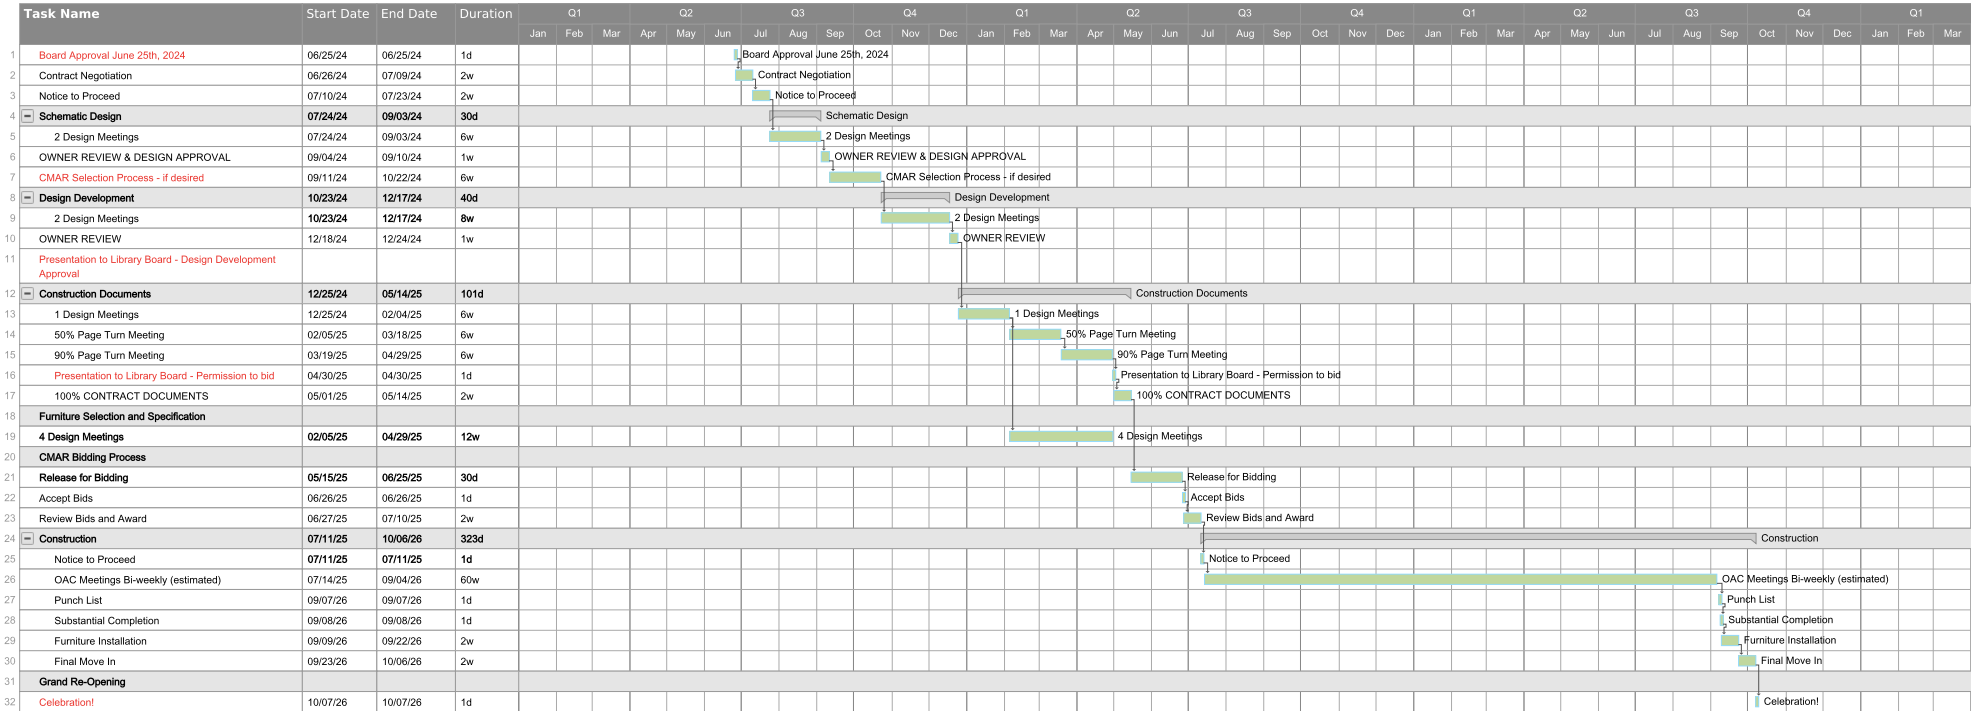 Task Name Start Date End Date Duration Q1 Q2 Q3 Q4 Q1 Q2 Q3 Q4 Q1 Q2 Q3 Q4 Q1
Jan Feb Mar Apr May Jun Jul Aug Sep Oct Nov Dec Jan Feb Mar Apr May Jun Jul Aug Sep Oct Nov Dec Jan Feb Mar Apr May Jun Jul Aug Sep Oct Nov Dec Jan Feb Mar
1 Board Approval June 25th, 2024 06/25/24 06/25/24 1d Board Approval June 25th, 2024
2 Contract Negotiation 06/26/24 07/09/24 2w Contract Negotiation
3 Notice to Proceed 07/10/24 07/23/24 2w Notice to Proceed
4 Schematic Design 07/24/24 09/03/24 30d Schematic Design
5 2 Design Meetings 07/24/24 09/03/24 6w 2 Design Meetings
6 OWNER REVIEW & DESIGN APPROVAL 09/04/24 09/10/24 1w OWNER REVIEW & DESIGN APPROVAL
7 CMAR Selection Process - if desired 09/11/24 10/22/24 6w CMAR Selection Process - if desired
8 Design Development 10/23/24 12/17/24 40d Design Development
9 2 Design Meetings 10/23/24 12/17/24 8w 2 Design Meetings
10 OWNER REVIEW 12/18/24 12/24/24 1w OWNER REVIEW
11 Presentation to Library Board - Design Development
Approval
12 Construction Documents 12/25/24 05/14/25 101d Construction Documents
13 1 Design Meetings 12/25/24 02/04/25 6w 1 Design Meetings
14 50% Page Turn Meeting 02/05/25 03/18/25 6w 50% Page Turn Meeting
15 90% Page Turn Meeting 03/19/25 04/29/25 6w 90% Page Turn Meeting
16 Presentation to Library Board - Permission to bid 04/30/25 04/30/25 1d Presentation to Library Board - Permission to bid
17 100% CONTRACT DOCUMENTS 05/01/25 05/14/25 2w 100% CONTRACT DOCUMENTS
18 Furniture Selection and Specification
19 4 Design Meetings 02/05/25 04/29/25 12w 4 Design Meetings
20 CMAR Bidding Process
21 Release for Bidding 05/15/25 06/25/25 30d Release for Bidding
22 Accept Bids 06/26/25 06/26/25 1d Accept Bids
23 Review Bids and Award 06/27/25 07/10/25 2w Review Bids and Award
24 Construction 07/11/25 10/06/26 323d Construction
25 Notice to Proceed 07/11/25 07/11/25 1d Notice to Proceed
26 OAC Meetings Bi-weekly (estimated) 07/14/25 09/04/26 60w OAC Meetings Bi-weekly (estimated)
27 Punch List 09/07/26 09/07/26 1d Punch List
28 Substantial Completion 09/08/26 09/08/26 1d Substantial Completion
29 Furniture Installation 09/09/26 09/22/26 2w Furniture Installation
30 Final Move In 09/23/26 10/06/26 2w Final Move In
31 Grand Re-Opening
32 Celebration! 10/07/26 10/07/26 1d Celebration!